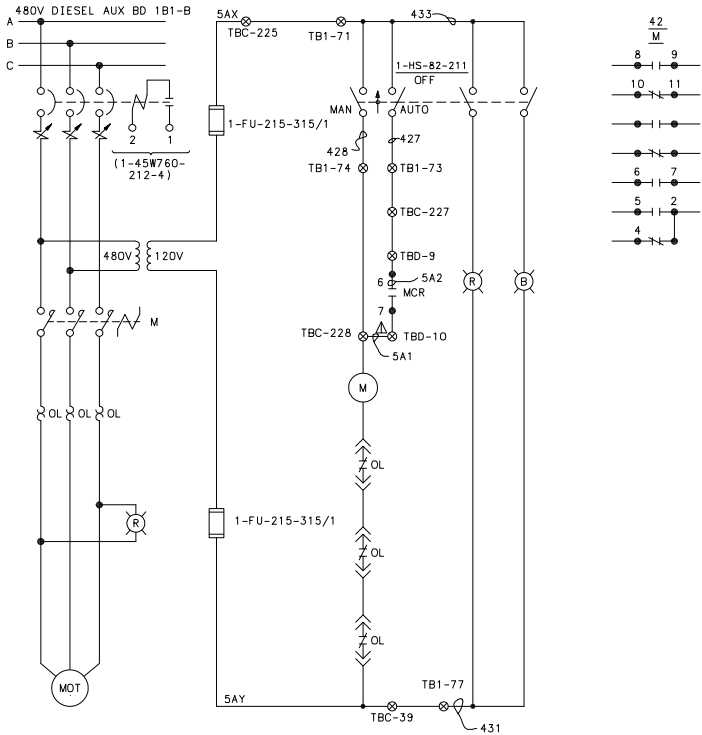 480V DIESEL AUX BD 1B1-B
A
B
C
2
1
(1-45W760-
212-4)
5AX
TBC-225
TB1-71
433
1-HS-82-211
OFF
MAN
AUTO
1-FU-215-315/1
428
427
TB1-74
TB1-73
TBC-227
480V
120V
TBD-9
6
5A2
MCR
7
R
B
M
TBC-228
TBD-10
5A1
M
OL
OL
OL
OL
R
1-FU-215-315/1
OL
OL
MOT
5AY
TBC-39
TB1-77
431
42
M
8
9
10
11
6
7
5
2
4